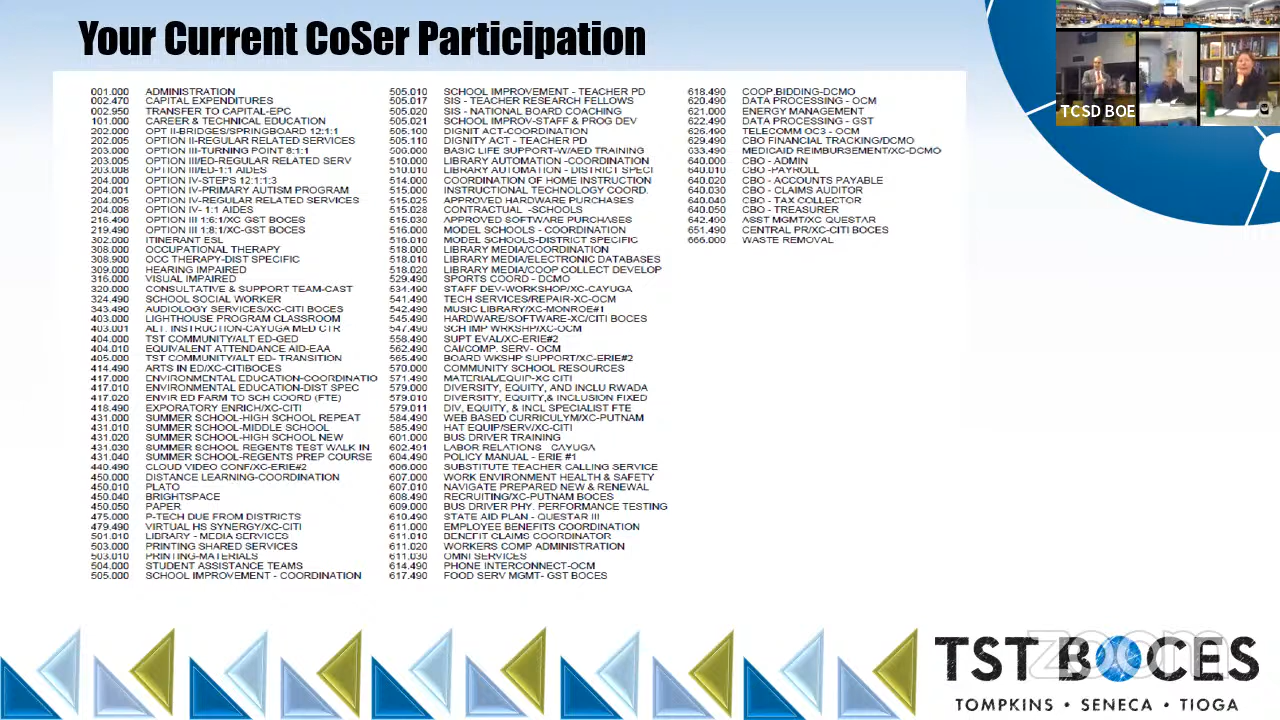 Your Current CoSer Participation
001.000 ADMINISTRATION
002.470 CAPITAL EXPENDITURES
002.950 TRANSFER TO CAPITAL-EPC
101.000 CAREER & TECHNICAL EDUCATION
202.000 OPT II-BRIDGES/SPRINGBOARD 12:1:1
202.005 OPTION II-REGULAR RELATED SERVICES
203.000 OPTION III-TURNING POINT 8:1:1
203.005 OPTION III/ED-REGULAR RELATED SERV
203.008 OPTION III/ED-1:1 AIDES
204.000 OPTION IV-STEPS 12:1:1:3
204.001 OPTION IV-PRIMARY AUTISM PROGRAM
204.005 OPTION IV-REGULAR RELATED SERVICES
204.008 OPTION IV- 1:1 AIDES
216.490 OPTION III 1:6:1/XC GST BOCES
219.490 OPTION III 1:8:1/XC-GST BOCES
302.000 ITINERANT ESL
308.000 OCCUPATIONAL THERAPY
308.900 OCC THERAPY-DIST SPECIFIC
309.000 HEARING IMPAIRED
316.000 VISUAL IMPAIRED
320.000 CONSULTATIVE & SUPPORT TEAM-CAST
324.490 SCHOOL SOCIAL WORKER
343.490 AUDIOLOGY SERVICES/XC-CITI BOCES
403.000 LIGHTHOUSE PROGRAM CLASSROOM
403.001 ALT. INSTRUCTION-CAYUGA MED CTR
404.000 TST COMMUNITY/ALT ED-GED
404.010 EQUIVALENT ATTENDANCE AID-EAA
405.000 TST COMMUNITY/ALT ED- TRANSITION
414.490 ARTS IN ED/XC-CITIBOCES
417.000 ENVIRONMENTAL EDUCATION-COORDINATIO
417.010 ENVIRONMENTAL EDUCATION-DIST SPEC
417.020 ENVIR ED FARM TO SCH COORD (FTE)
418.490 EXPORATORY ENRICH/XC-CITI
431.000 SUMMER SCHOOL-HIGH SCHOOL REPEAT
431.010 SUMMER SCHOOL-MIDDLE SCHOOL
431.020 SUMMER SCHOOL-HIGH SCHOOL NEW
431.030 SUMMER SCHOOL-REGENTS TEST WALK IN
431.040 SUMMER SCHOOL-REGENTS PREP COURSE
440.490 CLOUD VIDEO CONF/XC-ERIE#2
450.000 DISTANCE LEARNING-COORDINATION
450.010 PLATO
450.040 BRIGHTSPACE
450.050 PAPER
475.000 P-TECH DUE FROM DISTRICTS
479.490 VIRTUAL HS SYNERGY/XC-CITI
501.010 LIBRARY - MEDIA SERVICES
503.000 PRINTING SHARED SERVICES
503.010 PRINTING-MATERIALS
504.000 STUDENT ASSISTANCE TEAMS
505.000 SCHOOL IMPROVEMENT - COORDINATION
505.010 SCHOOL IMPROVEMENT - TEACHER PD
505.017 SIS - TEACHER RESEARCH FELLOWS
505.020 SIS - NATIONAL BOARD COACHING
505.021 SCHOOL IMPROV-STAFF & PROG DEV
505.100 DIGNIT ACT-COORDINATION
505.110 DIGNITY ACT - TEACHER PD
506.000 BASIC LIFE SUPPORT-W/AED TRAINING
510.000 LIBRARY AUTOMATION -COORDINATION
510.010 LIBRARY AUTOMATION - DISTRICT SPECI
514.000 COORDINATION OF HOME INSTRUCTION
515.000 INSTRUCTIONAL TECHNOLOGY COORD.
515.025 APPROVED HARDWARE PURCHASES
515.028 CONTRACTUAL -SCHOOLS
515.030 APPROVED SOFTWARE PURCHASES
516.000 MODEL SCHOOLS - COORDINATION
516.010 MODEL SCHOOLS-DISTRICT SPECIFIC
518.000 LIBRARY MEDIA/COORDINATION
518.010 LIBRARY MEDIA/ELECTRONIC DATABASES
518.020 LIBRARY MEDIA/COOP COLLECT DEVELOP
529.490 SPORTS COORD - DCMO
534.490 STAFF DEV-WORKSHOP/XC-CAYUGA
541.490 TECH SERVICES/REPAIR-XC-OCM
542.490 MUSIC LIBRARY/XC-MONROE#1
545.490 HARDWARE/SOFTWARE-XC/CITI BOCES
547.490 SCH IMP WRKSHP/XC-OCM
558.490 SUPT EVAL/XC-ERIE#2
562.490 CAI/COMP. SERV- OCM
565.490 BOARD WKSHP SUPPORT/XC-ERIE#2
570.000 COMMUNITY SCHOOL RESOURCES
571.490 MATERIAL/EQUIP-XC CITI
579.000 DIVERSITY, EQUITY, AND INCLU RWADA
579.010 DIVERSITY, EQUITY,& INCLUSION FIXED
579.011 DIV, EQUITY, & INCL SPECIALIST FTE
584.490 WEB BASED CURRICULYM/XC-PUTNAM
585.490 HAT EQUIP/SERV/XC-CITI
601.000 BUS DRIVER TRAINING
602.491 LABOR RELATIONS - CAYUGA
604.490 POLICY MANUAL - ERIE #1
606.000 SUBSTITUTE TEACHER CALLING SERVICE
607.000 WORK ENVIRONMENT HEALTH & SAFETY
607.010 NAVIGATE PREPARED NEW & RENEWAL
608.490 RECRUITING/XC-PUTNAM BOCES
609.000 BUS DRIVER PHY. PERFORMANCE TESTING
610.490 STATE AID PLAN - QUESTAR III
611.000 EMPLOYEE BENEFITS COORDINATION
611.010 BENEFIT CLAIMS COORDINATOR
611.020 WORKERS COMP ADMINISTRATION
611.030 OMNI SERVICES
614.490 PHONE INTERCONNECT-OCM
617.490 FOOD SERV MGMT- GST BOCES
618.490 COOP.BIDDING-DCMO
620.490 DATA PROCESSING - OCM
621.000 ENERGY MANAGEMENT
622.490 DATA PROCESSING - GST
626.490 TELECOMM OC3 - OCM
629.490 CBO FINANCIAL TRACKING/DCMO
633.490 MEDICAID REIMBURSEMENT/XC-DCMO
640.000 CBO - ADMIN
640.010 CBO -PAYROLL
640.020 CBO - ACCOUNTS PAYABLE
640.030 CBO - CLAIMS AUDITOR
640.040 CBO - TAX COLLECTOR
640.050 CBO - TREASURER
642.490 ASST MGMT/XC QUESTAR
651.490 CENTRAL PR/XC-CITI BOCES
666.000 WASTE REMOVAL
TCSD BOE
TST BOCES
zoom
TOMPKINS • SENECA • TIOGA